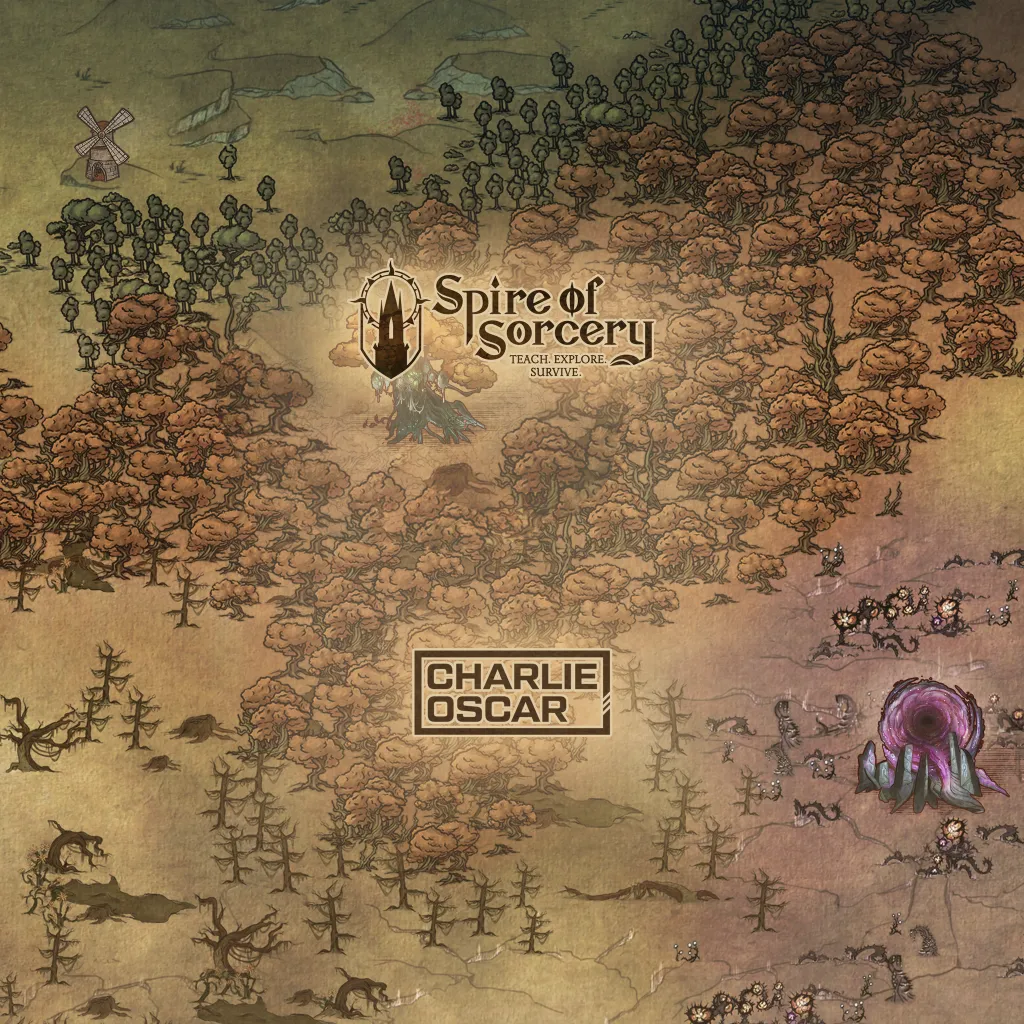 Spire of
Sorcery
TEACH. EXPLORE.
SURVIVE.
CHARLIE
OSCAR